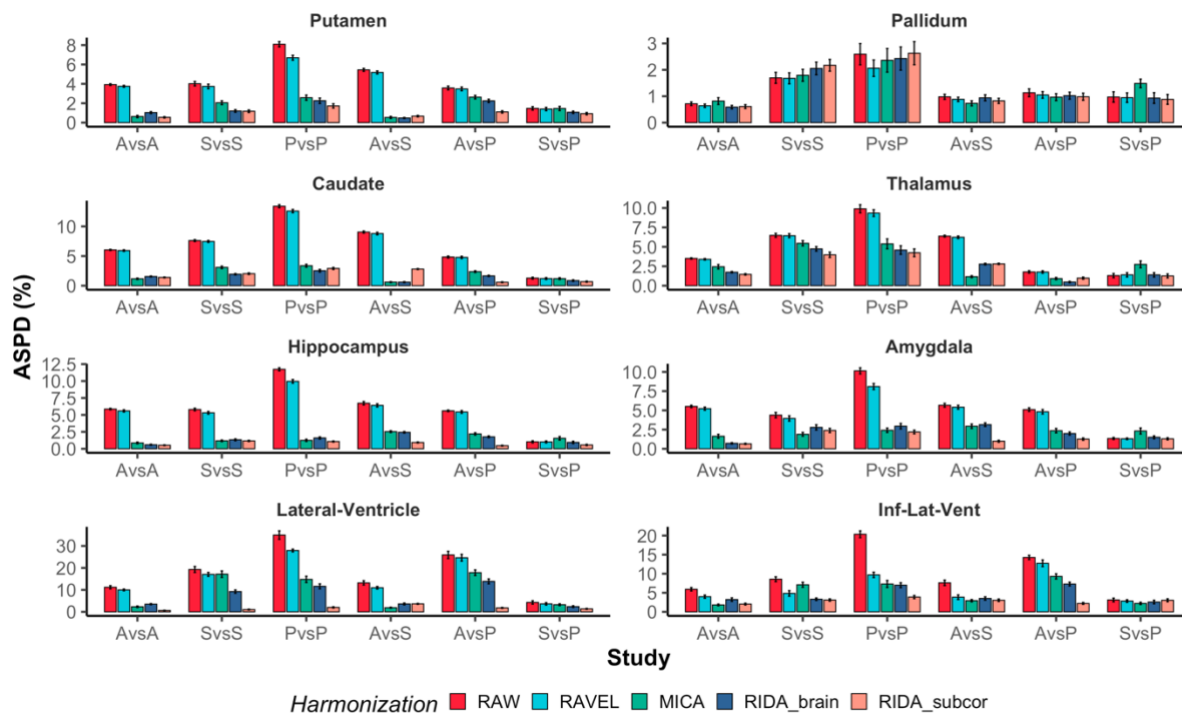 Putamen
Pallidum
8
6
4
2
0
AvsA SvsS PvsP AvsS AvsP SvsP
3
2
1
0
AvsA SvsS PvsP AvsS AvsP SvsP
Caudate
Thalamus
10
5
0
AvsA SvsS PvsP AvsS AvsP SvsP
10.0
7.5
5.0
2.5
0.0
AvsA SvsS PvsP AvsS AvsP SvsP
ASPD (%)
Hippocampus
Amygdala
12.5
10.0
7.5
5.0
2.5
0.0
AvsA SvsS PvsP AvsS AvsP SvsP
10.0
7.5
5.0
2.5
0.0
AvsA SvsS PvsP AvsS AvsP SvsP
Lateral-Ventricle
Inf-Lat-Vent
30
20
10
0
AvsA SvsS PvsP AvsS AvsP SvsP
20
15
10
5
0
AvsA SvsS PvsP AvsS AvsP SvsP
Study
Harmonization RAW RAVEL MICA RIDA_brain RIDA_subcor